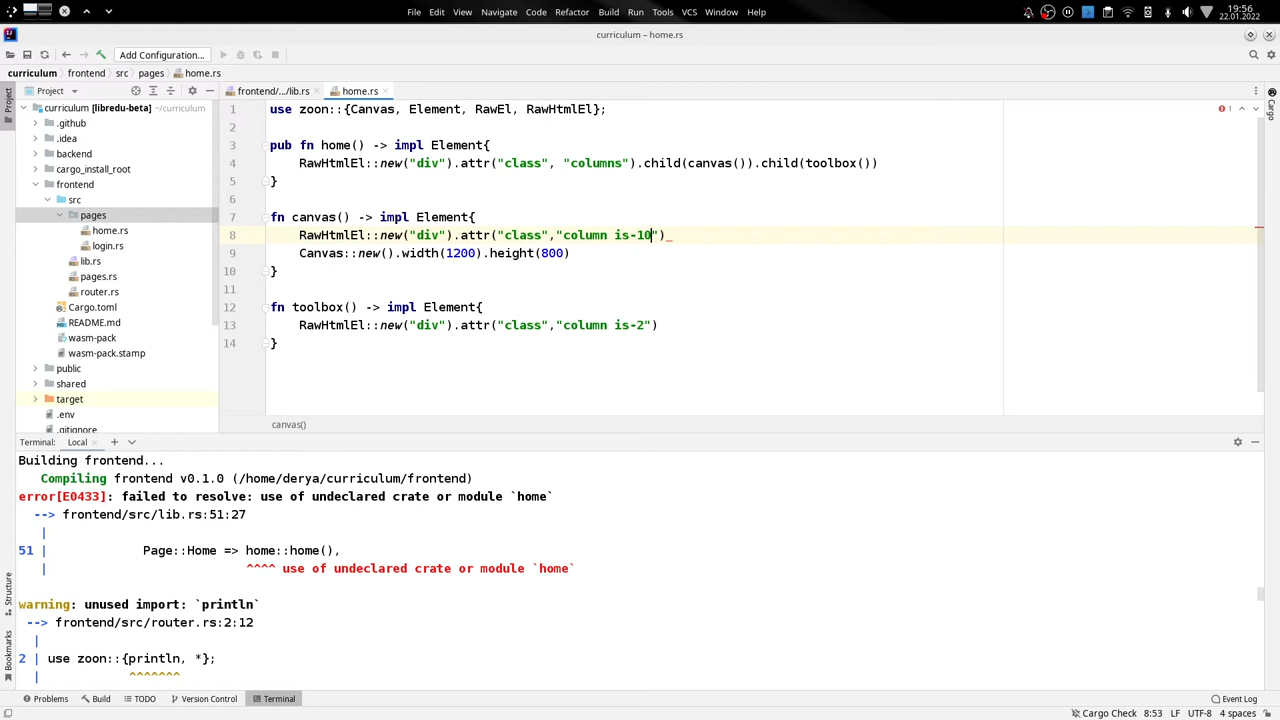 File Edit View Navigate Code Refactor Build Run Tools VCS Window Help
19:56
22.01.2022
curriculum – home.rs
Add Configuration...
curriculum frontend src pages home.rs
Project
frontend/.../lib.rs
home.rs
Project
curriculum [libredu-beta] ~/curriculum
.github
.idea
backend
cargo_install_root
frontend
src
pages
home.rs
login.rs
lib.rs
pages.rs
router.rs
Cargo.toml
README.md
wasm-pack
wasm-pack.stamp
public
shared
target
.env
.gitignore
1 use zoon::{Canvas, Element, RawEl, RawHtmlEl};
2
3 pub fn home() -> impl Element{
4 RawHtmlEl::new("div").attr("class", "columns").child(canvas()).child(toolbox())
5 }
6
7 fn canvas() -> impl Element{
8 RawHtmlEl::new("div").attr("class","column is-10")
9 Canvas::new().width(1200).height(800)
10 }
11
12 fn toolbox() -> impl Element{
13 RawHtmlEl::new("div").attr("class","column is-2")
14 }
1
Cargo
canvas()
Terminal: Local
Building frontend...
Compiling frontend v0.1.0 (/home/derya/curriculum/frontend)
error[E0433]: failed to resolve: use of undeclared crate or module `home`
--> frontend/src/lib.rs:51:27
|
51 | Page::Home => home::home(),
| ^^^^ use of undeclared crate or module `home`
warning: unused import: `println`
--> frontend/src/router.rs:2:12
|
2 | use zoon::{println, *};
| ^^^^^^^
Structure
Bookmarks
Problems Build TODO Version Control Terminal
Event Log
Cargo Check 8:53 LF UTF-8 4 spaces